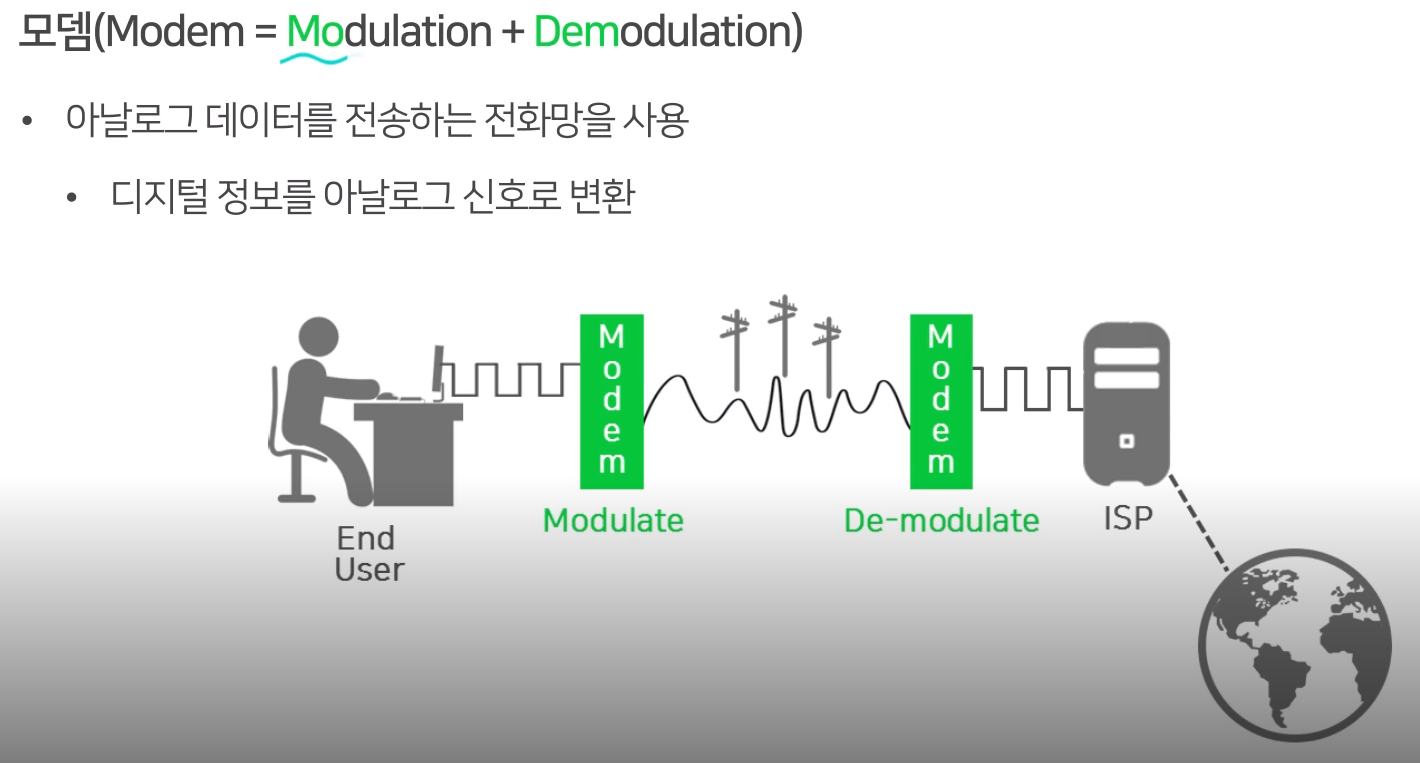 모뎀(Modem = Modulation + Demodulation)
• 아날로그 데이터를 전송하는 전화망을 사용
• 디지털 정보를 아날로그 신호로 변환
Modem
Modem
Modulate
De-modulate
ISP
End
User